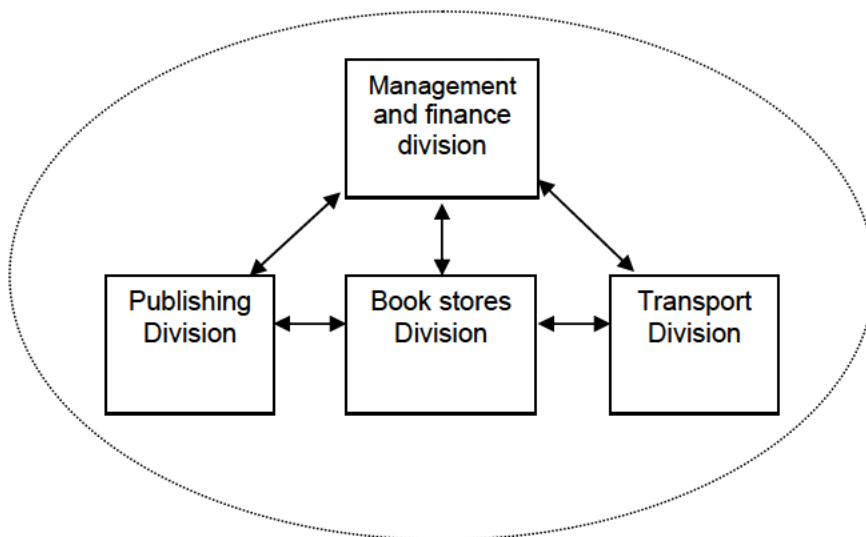 Management
and finance
division
Publishing
Division
Book stores
Division
Transport
Division